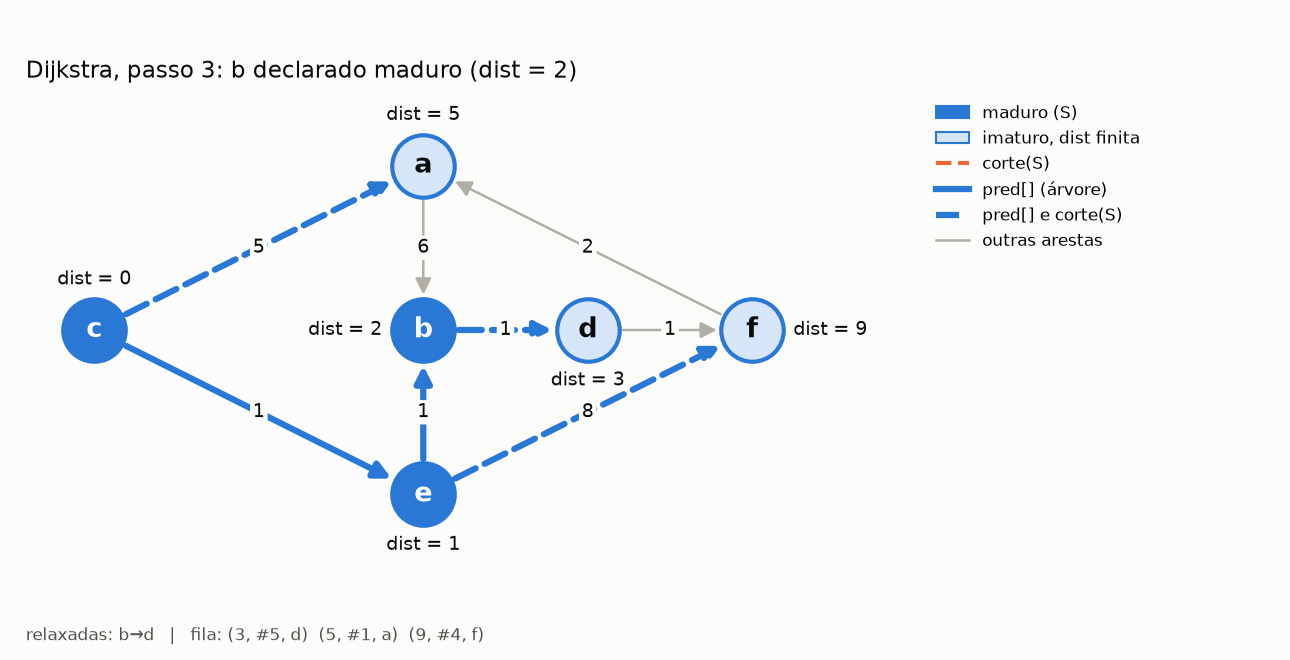 Dijkstra, passo 3: b declarado maduro (dist = 2)
maduro (S)
imaturo, dist finita
corte(S)
pred[] (árvore)
pred[] e corte(S)
outras arestas
dist = 5
a
5
6
2
dist = 0
c
dist = 2
b
1
d
1
f
dist = 9
dist = 3
1
1
8
e
dist = 1
relaxadas: b→d | fila: (3, #5, d) (5, #1, a) (9, #4, f)